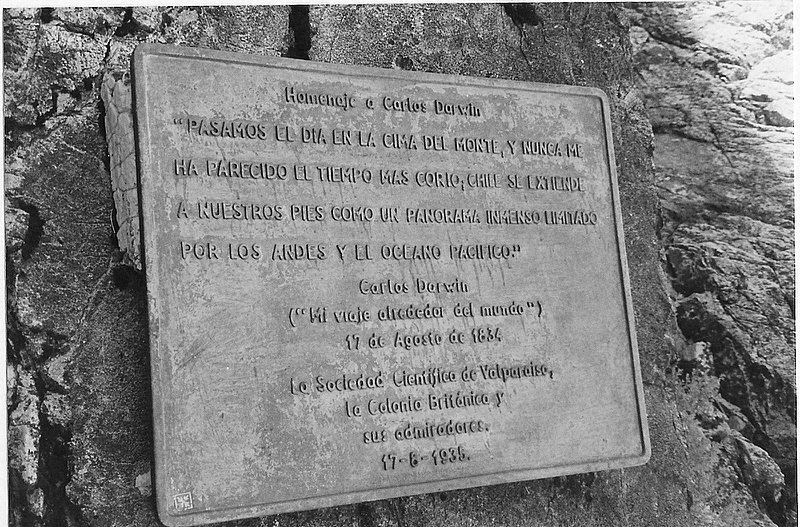 Homenaje a Carlos Darwin
"PASAMOS EL DIA EN LA CIMA DEL MONTE, Y NUNCA ME
HA PARECIDO EL TIEMPO MAS CORTO; CHILE SE EXTIENDE
A NUESTROS PIES COMO UN PANORAMA INMENSO LIMITADO
POR LOS ANDES Y EL OCEANO PACIFICO."
Carlos Darwin
("Mi viaje alrededor del mundo")
17 de Agosto de 1834
La Sociedad Científica de Valparaiso,
la Colonia Británica y
sus admiradores.
17-8-1935.